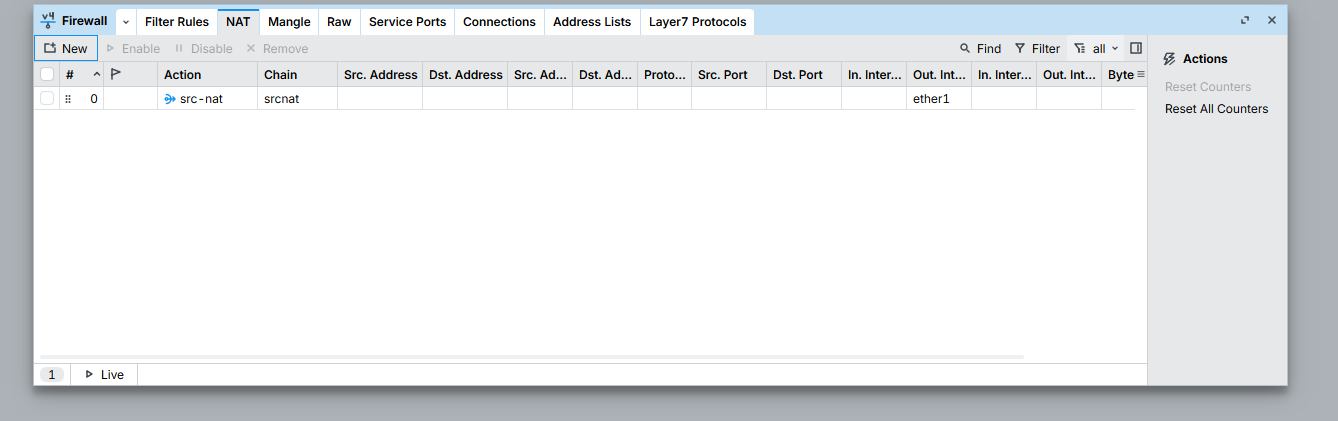 v4 Firewall Filter Rules NAT Mangle Raw Service Ports Connections Address Lists Layer7 Protocols
New Enable Disable Remove Find Filter all
# Action Chain Src. Address Dst. Address Src. Ad... Dst. Ad... Proto... Src. Port Dst. Port In. Inter... Out. Int... In. Inter... Out. Int... Byte
0 src-nat srcnat ether1
1 Live
Actions
Reset Counters
Reset All Counters